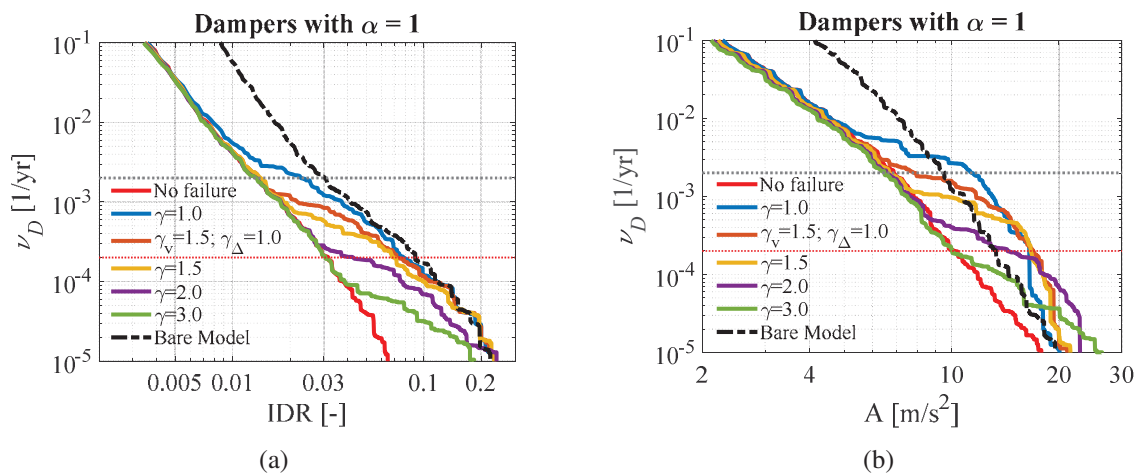 Dampers with α = 1
10⁻¹
10⁻²
10⁻³
10⁻⁴
10⁻⁵
ν_D [1/yr]
No failure
γ=1.0
γ_v=1.5; γ_Δ=1.0
γ=1.5
γ=2.0
γ=3.0
Bare Model
0.005 0.01 0.03 0.1 0.2
IDR [-]
(a)
Dampers with α = 1
10⁻¹
10⁻²
10⁻³
10⁻⁴
10⁻⁵
ν_D [1/yr]
No failure
γ=1.0
γ_v=1.5; γ_Δ=1.0
γ=1.5
γ=2.0
γ=3.0
Bare Model
2 4 10 20 30
A [m/s²]
(b)